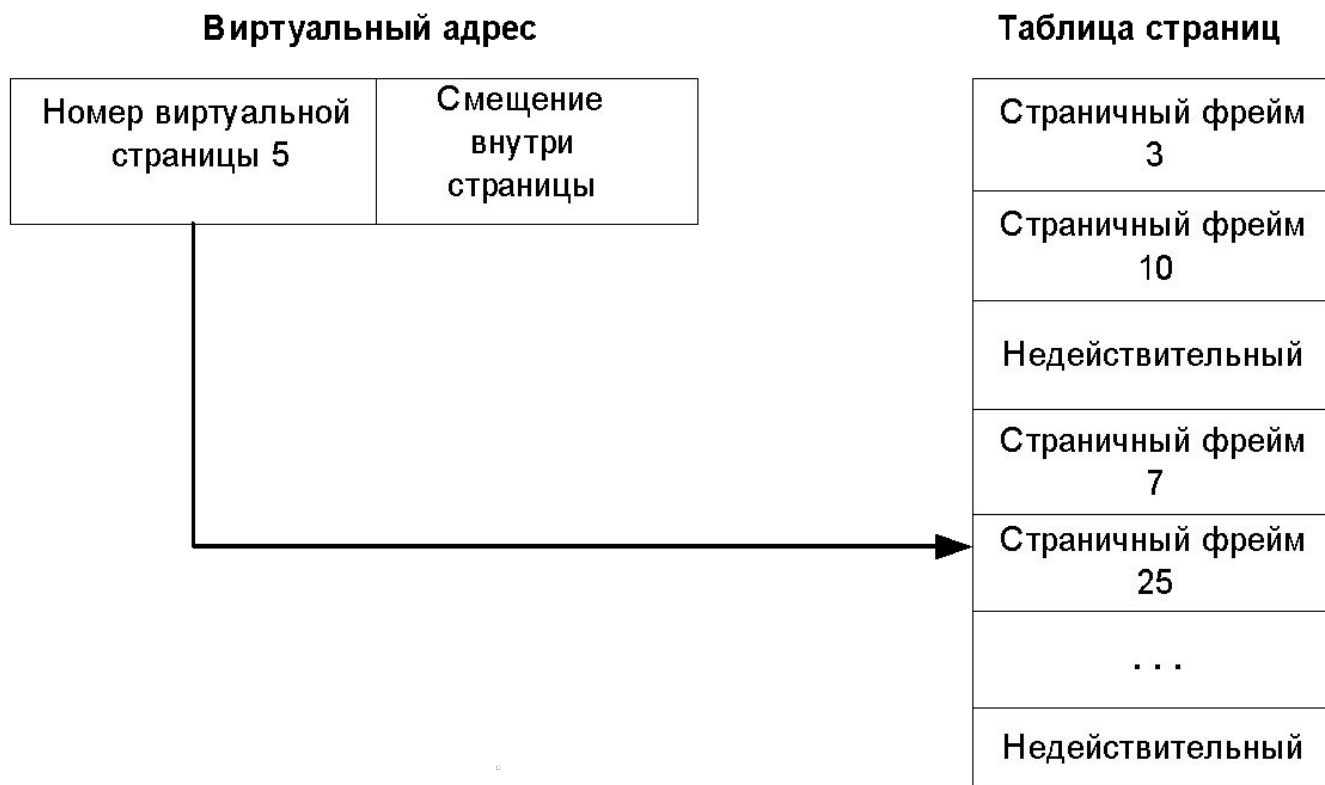 Виртуальный адрес
Таблица страниц
Номер виртуальной
страницы 5
Смещение
внутри
страницы
Страничный фрейм
3
Страничный фрейм
10
Недействительный
Страничный фрейм
7
Страничный фрейм
25
. . .
Недействительный